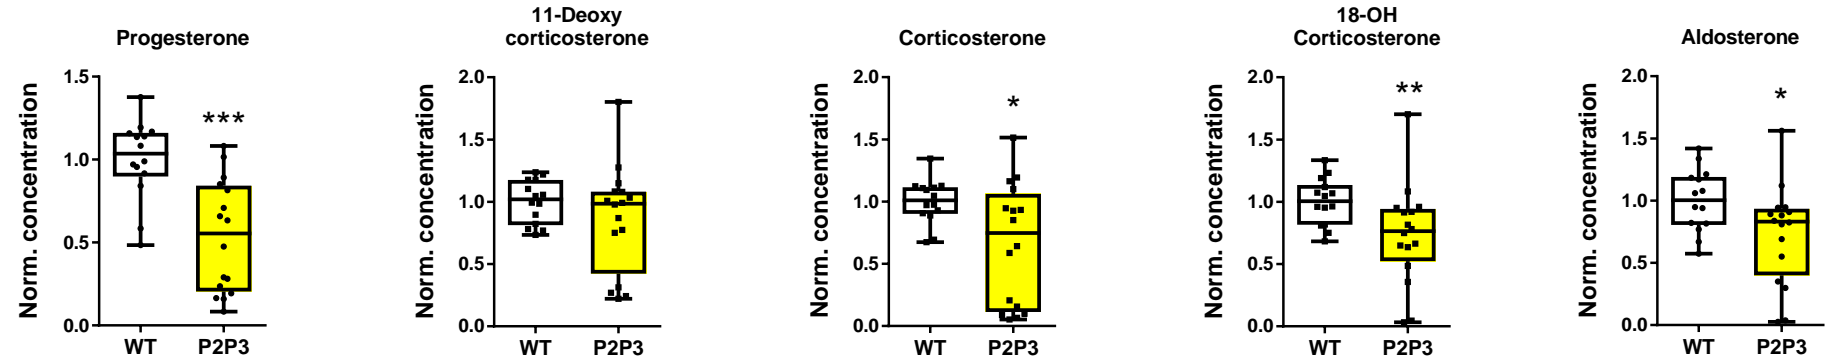 Progesterone
Norm. concentration
1.5
1.0
0.5
0.0
***
WT
P2P3
11-Deoxy
corticosterone
Norm. concentration
2.0
1.5
1.0
0.5
0.0
WT
P2P3
Corticosterone
Norm. concentration
2.0
1.5
1.0
0.5
0.0
*
WT
P2P3
18-OH
Corticosterone
Norm. concentration
2.0
1.5
1.0
0.5
0.0
**
WT
P2P3
Aldosterone
Norm. concentration
2.0
1.5
1.0
0.5
0.0
*
WT
P2P3